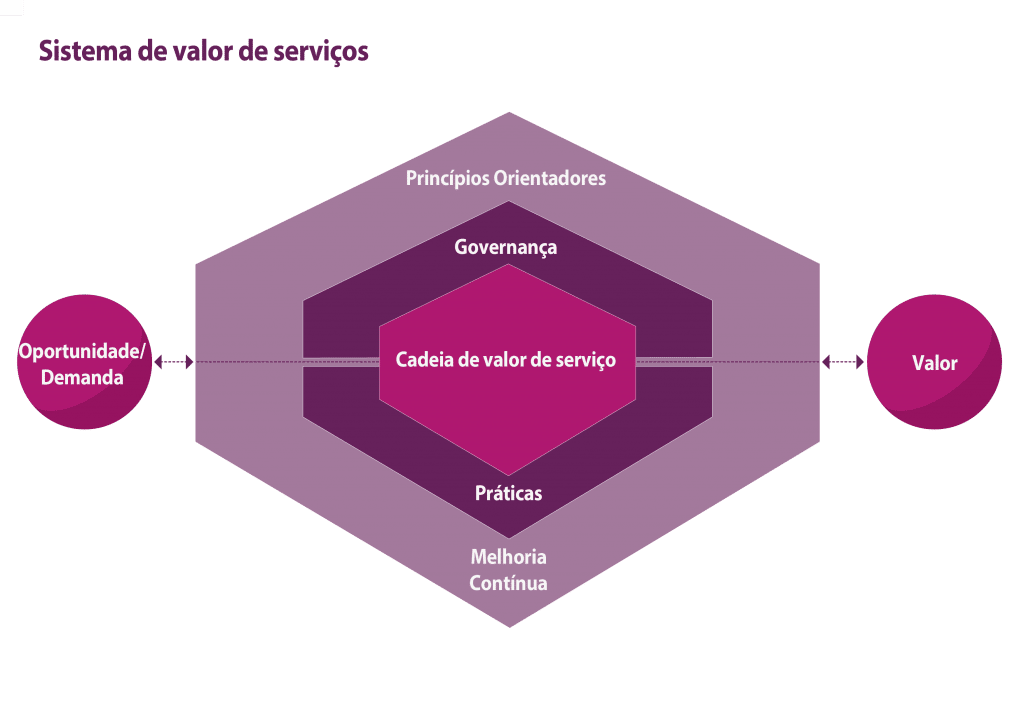 Sistema de valor de serviços
Princípios Orientadores
Governança
Oportunidade/
Demanda
Cadeia de valor de serviço
Valor
Práticas
Melhoria
Contínua